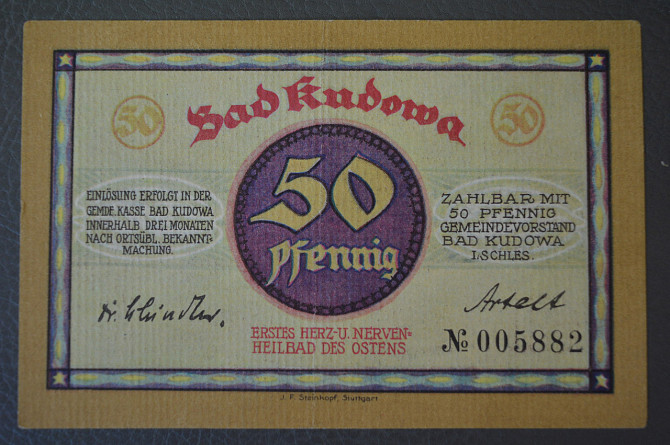 Bad Kudowa
50
50
50
Pfennig
EINLÖSUNG ERFOLGT IN DER
GEMDE. KASSE BAD KUDOWA
INNERHALB DREI MONATEN
NACH ORTSÜBL. BEKANNT-
MACHUNG.
ZAHLBAR MIT
50 PFENNIG
GEMEINDEVORSTAND
BAD KUDOWA
I./SCHLES.
Artelt
ERSTES HERZ-U. NERVEN-
HEILBAD DES OSTENS
№ 005882
J. F. Steinkopf, Stuttgart